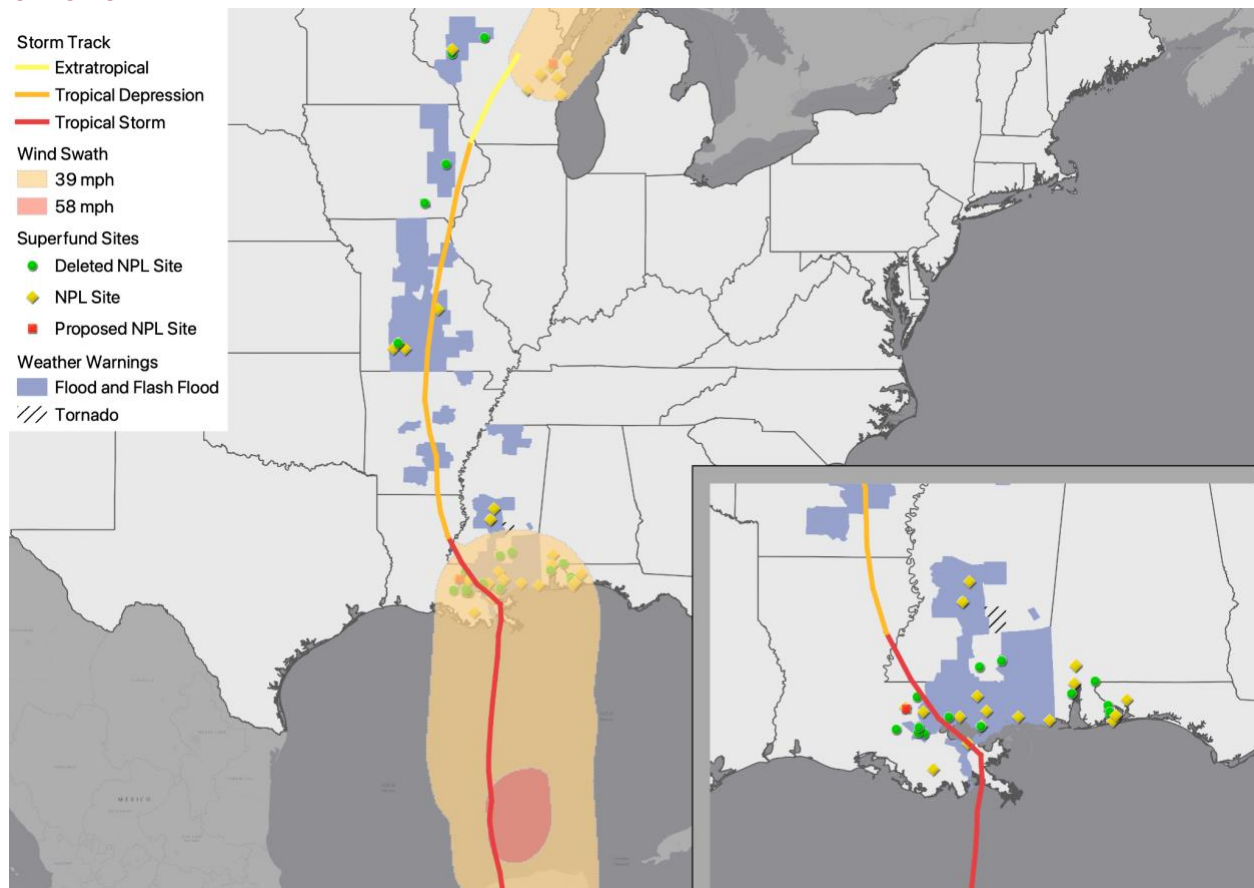 Storm Track
Extratropical
Tropical Depression
Tropical Storm
Wind Swath
39 mph
58 mph
Superfund Sites
Deleted NPL Site
NPL Site
Proposed NPL Site
Weather Warnings
Flood and Flash Flood
Tornado
MÉXICO